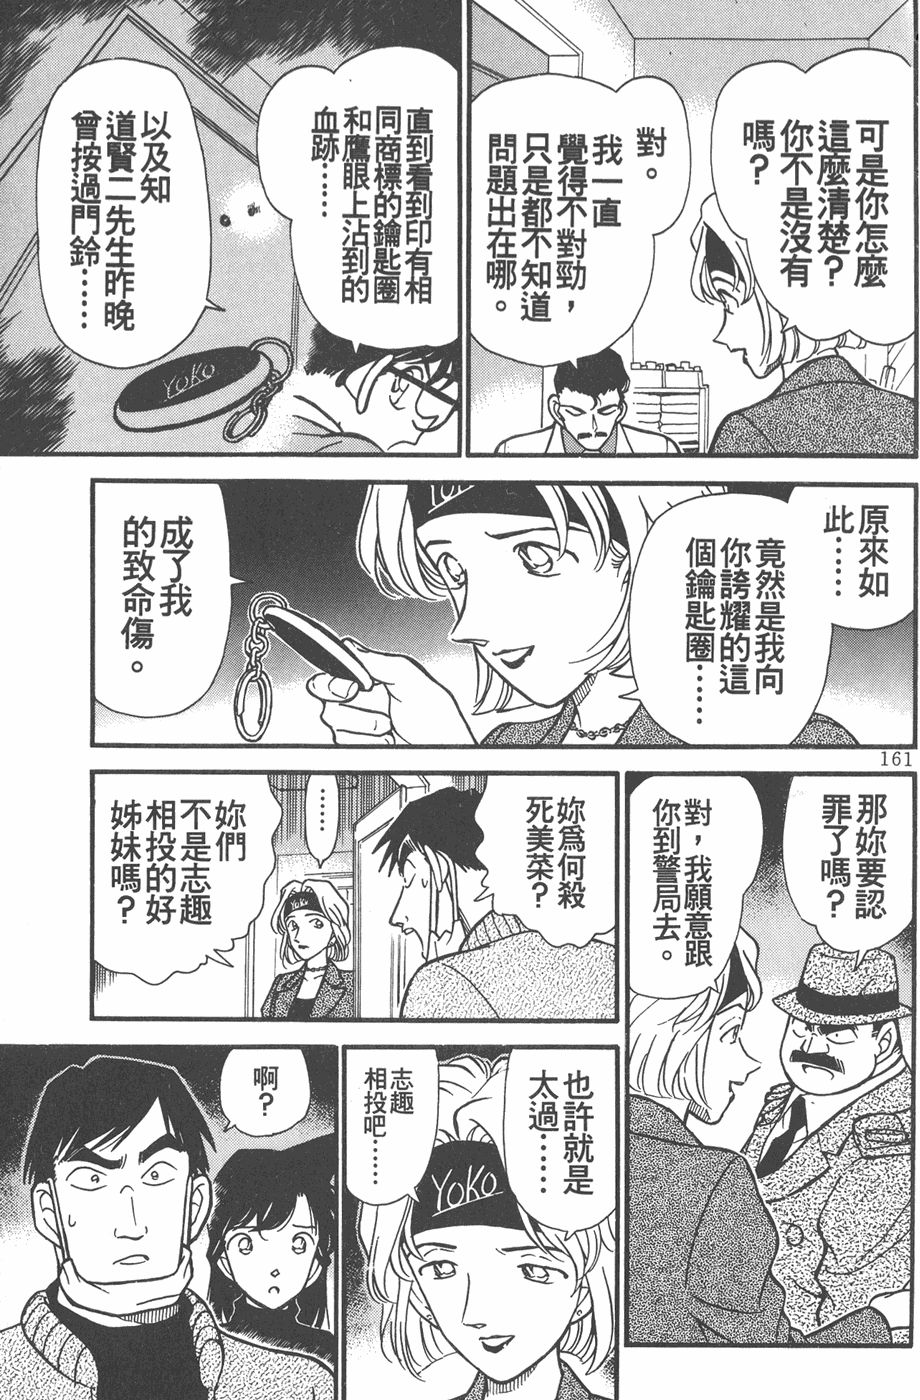 可是你怎麼
這麼清楚？
你不是沒有
嗎？
對。
我一直
覺得不對勁，
只是都不知道
問題出在哪。
直到看到印有相
同商標的鑰匙圈
和鷹眼上沾到的
血跡……
以及知
道賢二先生昨晚
曾按過門鈴……
YoKo
原來如
此……
竟然是我向
你誇耀的這
個鑰匙圈……
成了我
的致命傷。
161
那妳要認
罪了嗎？
對，我願意跟
你到警局去。
妳為何殺
死美榮？
……
妳們
不是志趣
相投的好
姊妹嗎？
YoKo
也許就是
太過……
志趣
相投吧……
YoKo
啊？